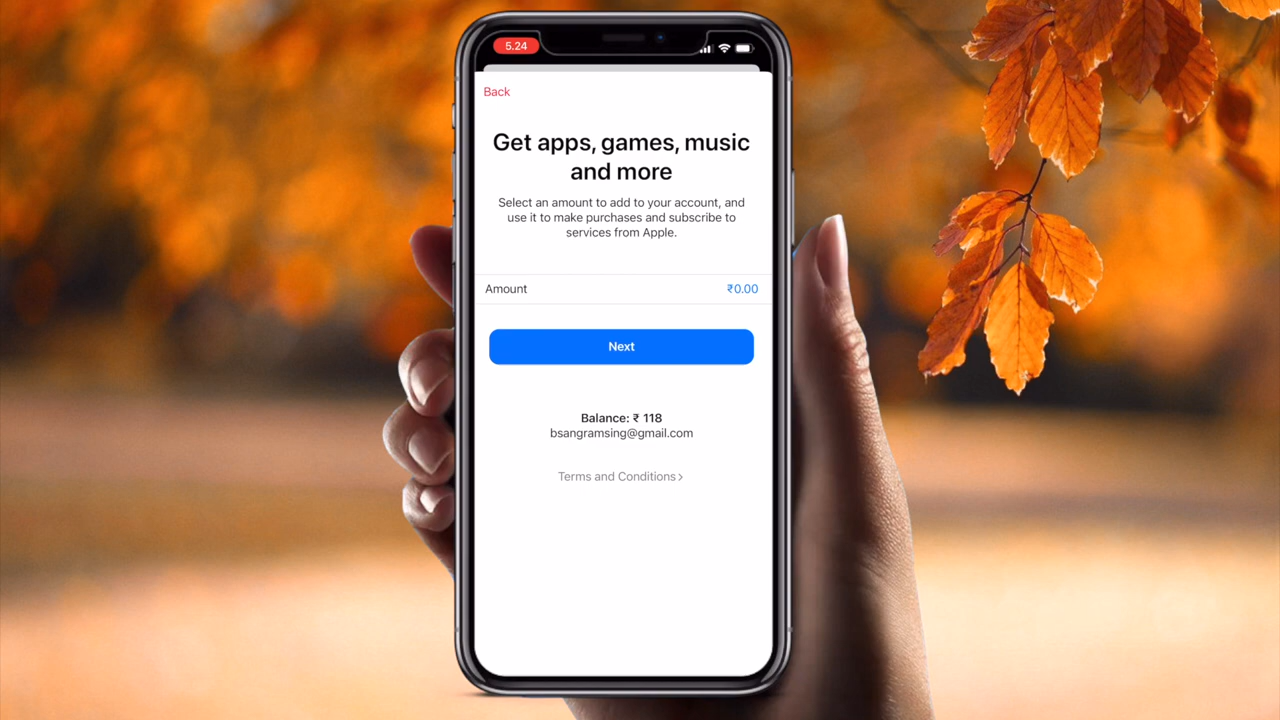 5.24
Back
Get apps, games, music
and more
Select an amount to add to your account, and
use it to make purchases and subscribe to
services from Apple.
Amount ₹0.00
Next
Balance: ₹ 118
bsangramsing@gmail.com
Terms and Conditions >